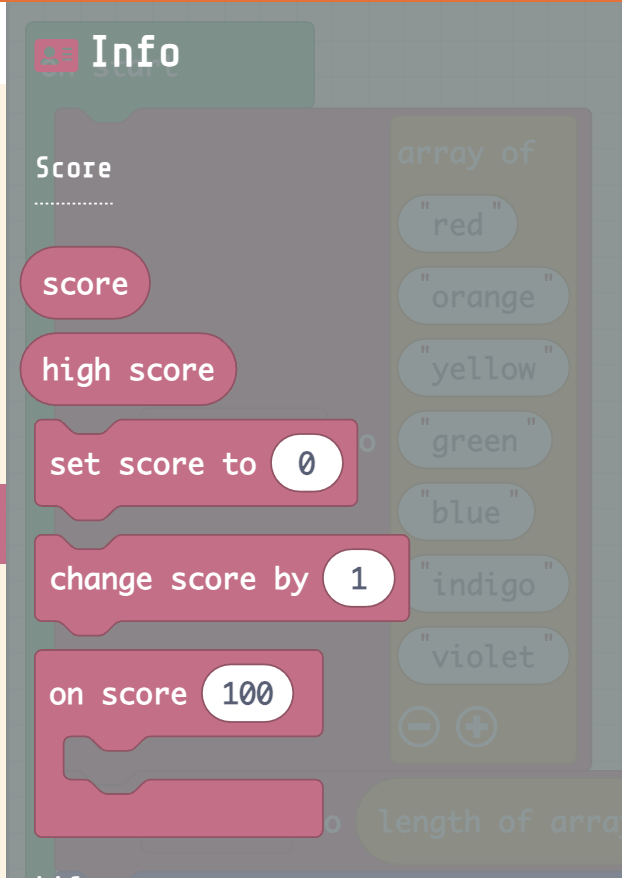 Info
on start
Score
array of
"red"
score
"orange"
high score
"yellow"
set score to 0
o
"green"
"blue"
change score by 1
"indigo"
"violet"
on score 100
o length of arra